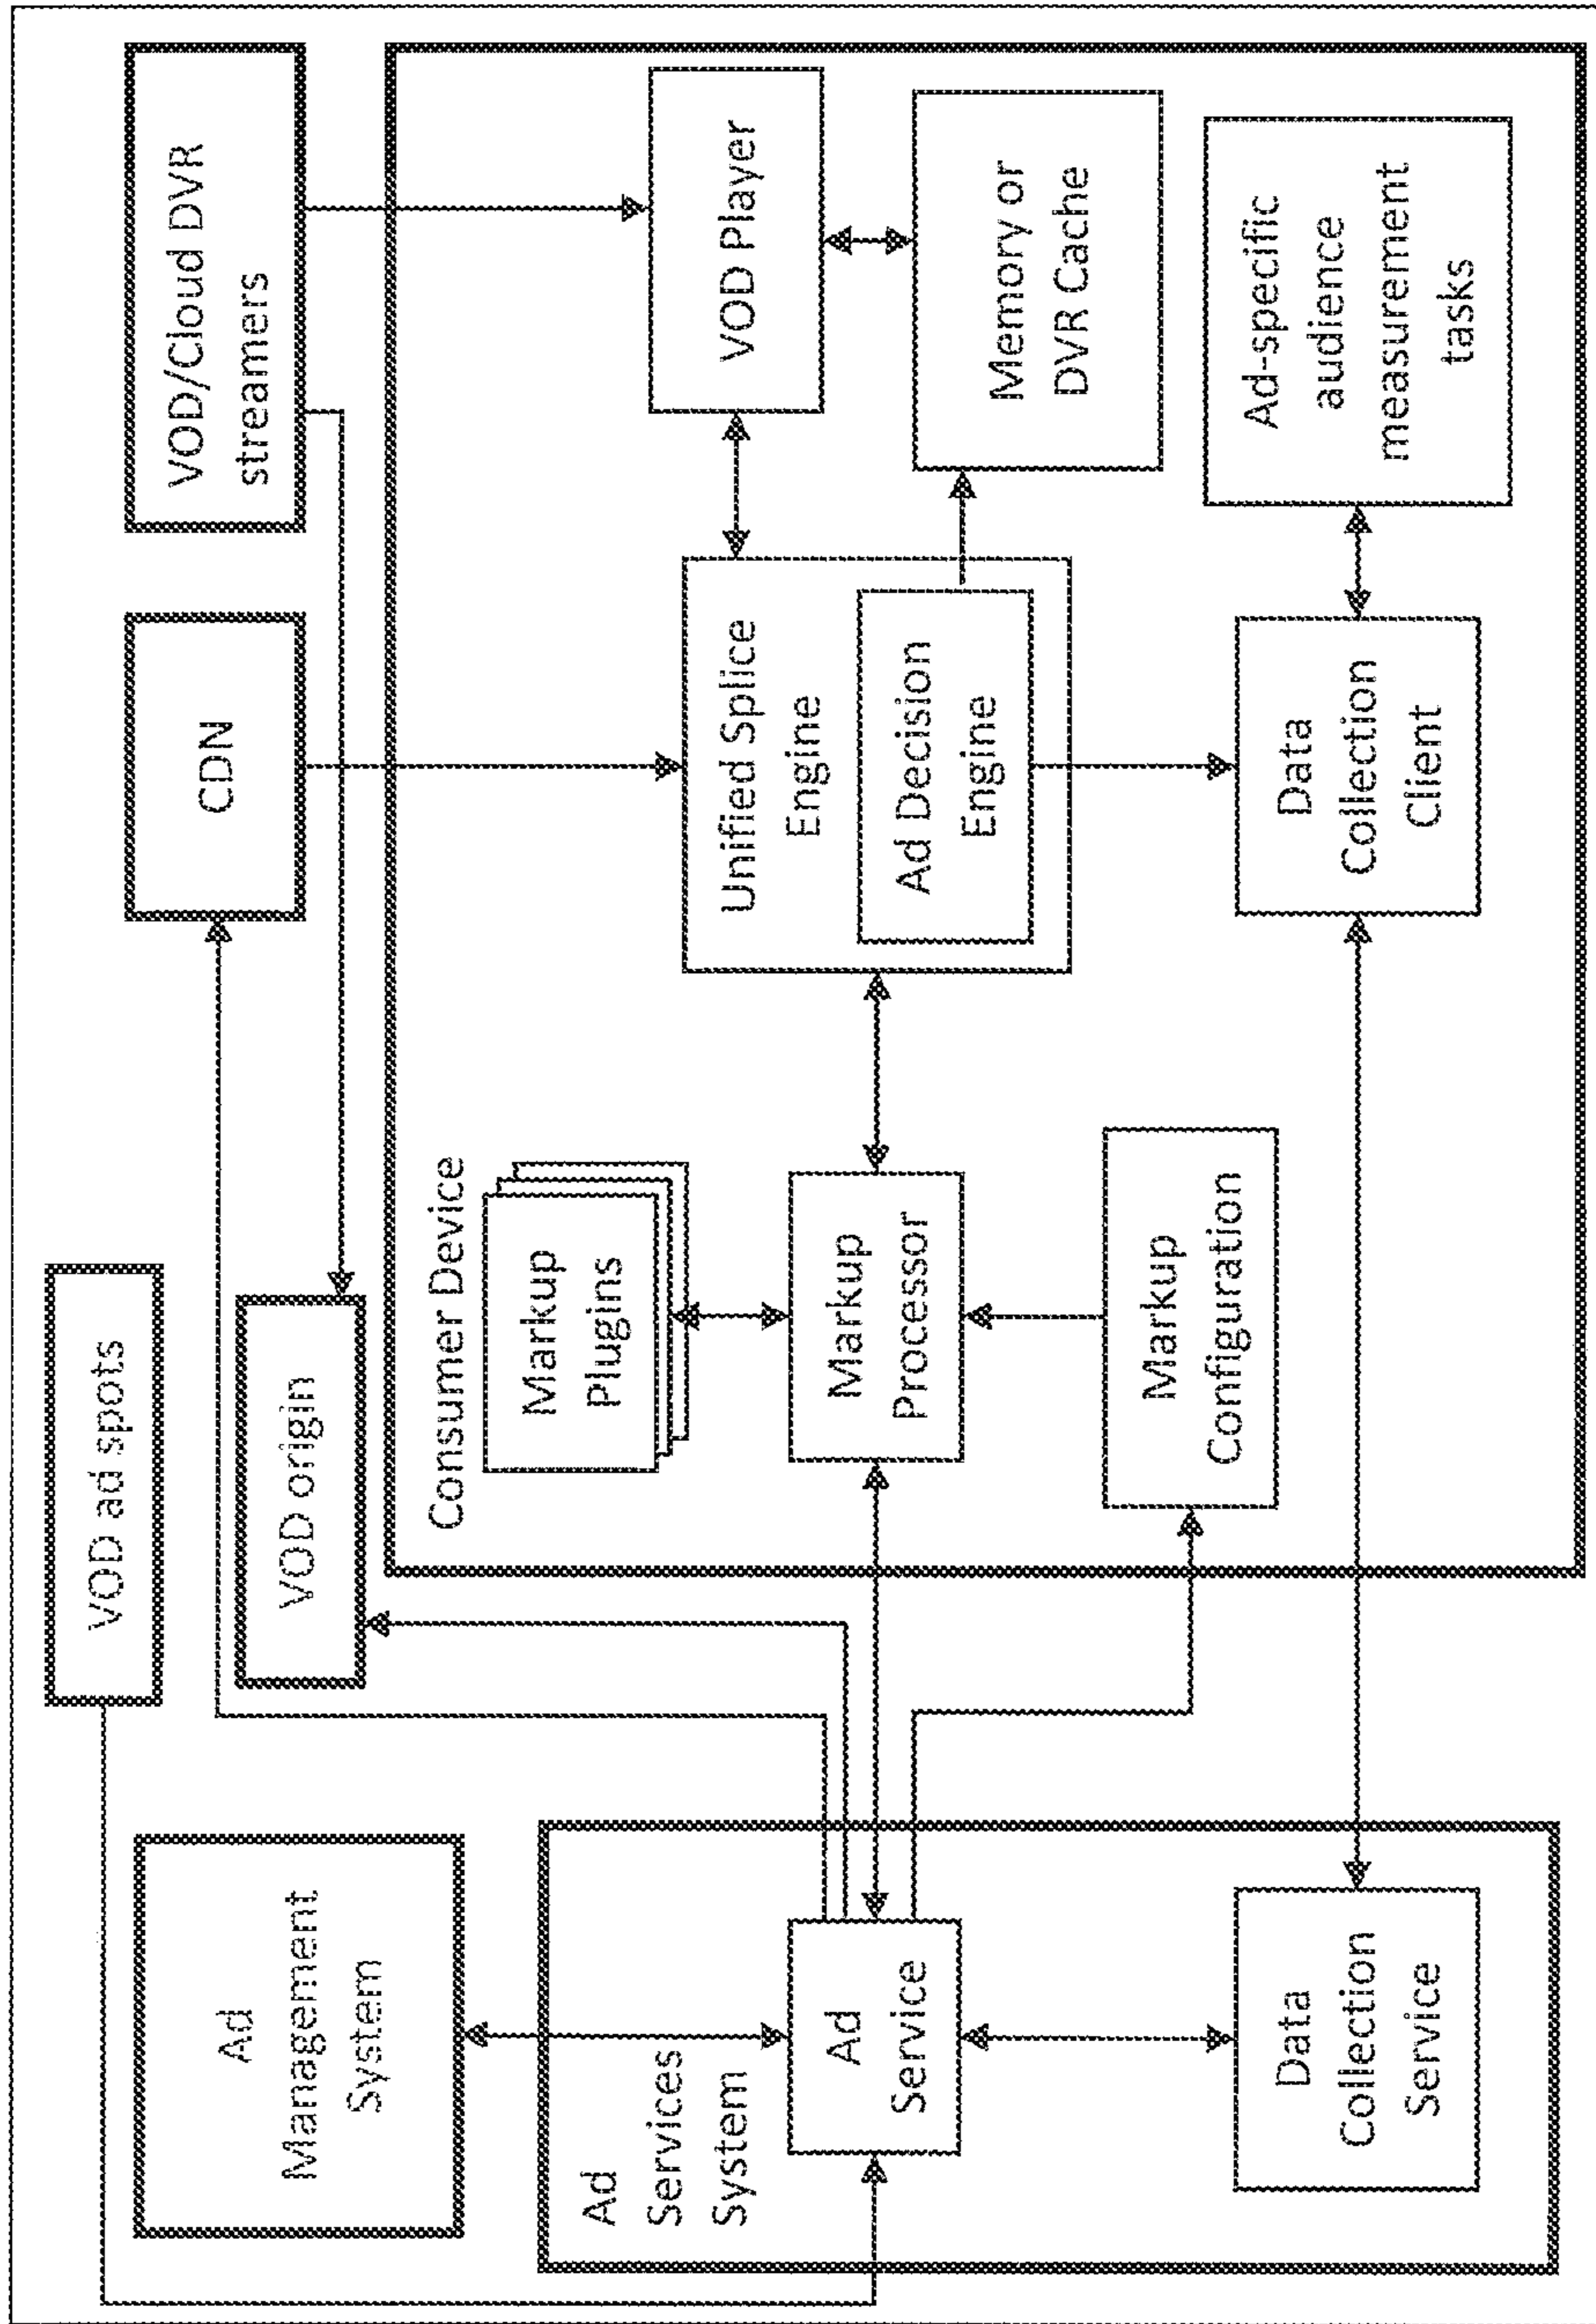 VOD ad spots
VOD origin
CDN
VOD/Cloud DVR
streamers
Ad
Management
System
Ad
Services
System
Ad
Service
Data
Collection
Service
Consumer Device
Markup
Plugins
Markup
Processor
Markup
Configuration
Unified Splice
Engine
Ad Decision
Engine
Data
Collection
Client
VOD Player
Memory or
DVR Cache
Ad-specific
audience
measurement
tasks